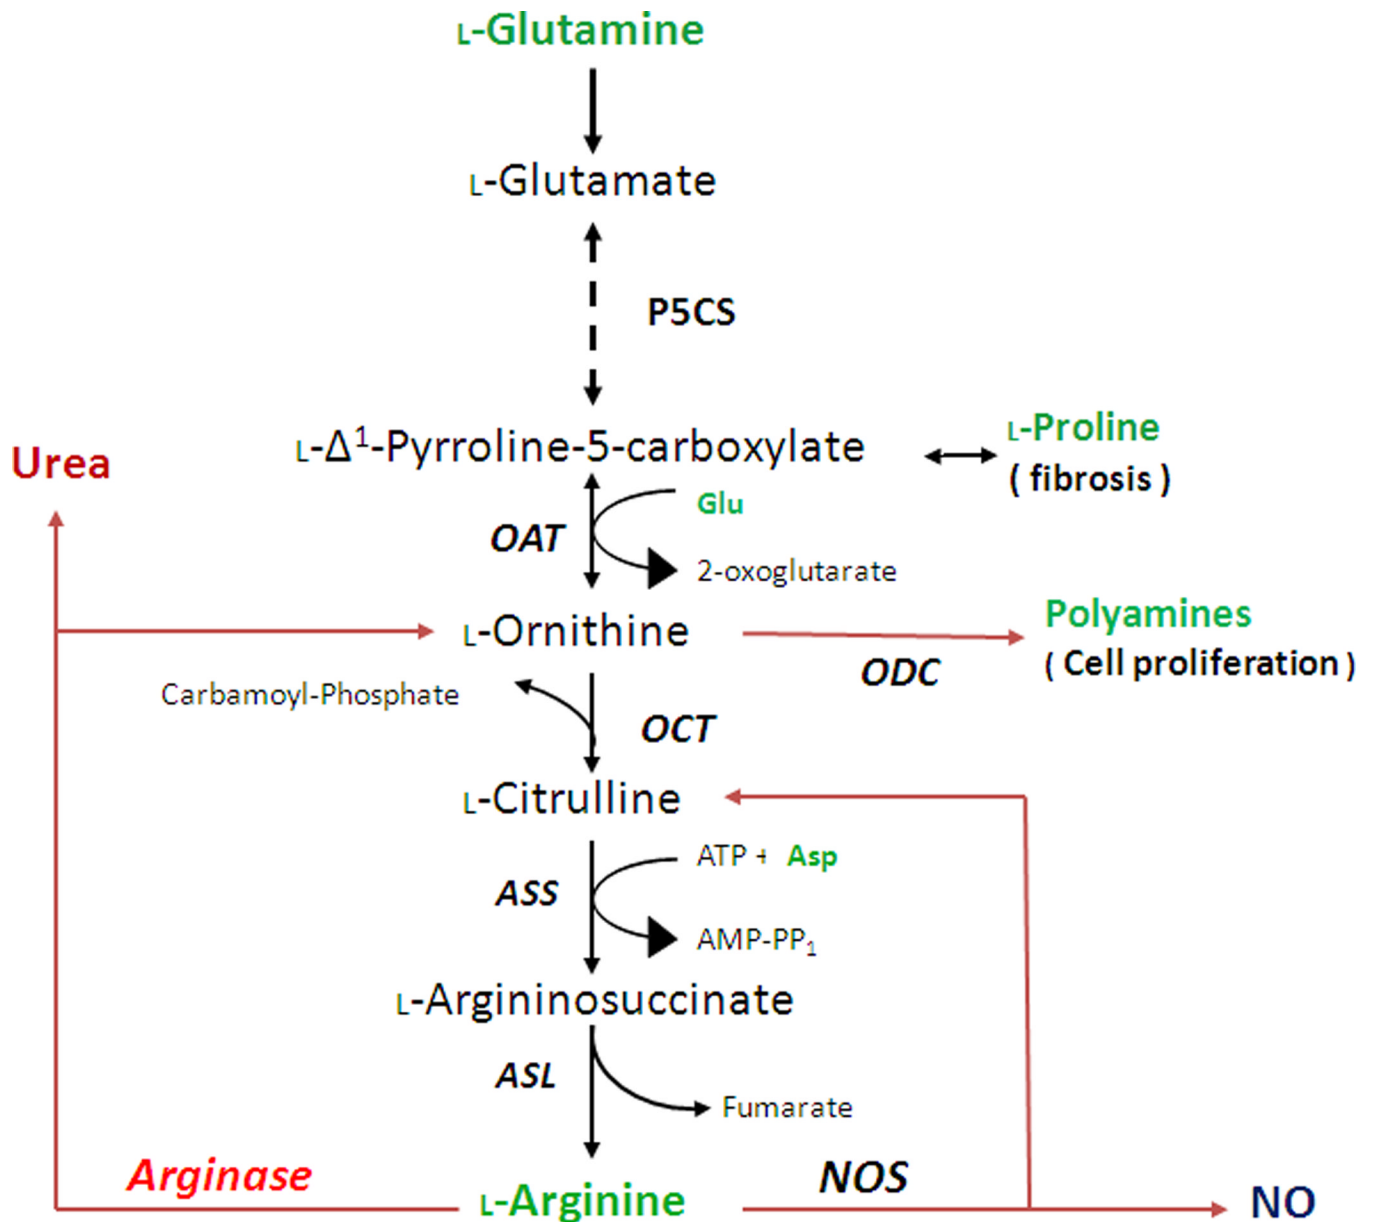 L-Glutamine
L-Glutamate
P5CS
L-Δ¹-Pyrroline-5-carboxylate
L-Proline
( fibrosis )
Urea
Glu
OAT
2-oxoglutarate
L-Ornithine
Polyamines
( Cell proliferation )
ODC
Carbamoyl-Phosphate
OCT
L-Citrulline
ATP + Asp
ASS
AMP-PP₁
L-Argininosuccinate
ASL
Fumarate
Arginase
L-Arginine
NOS
NO